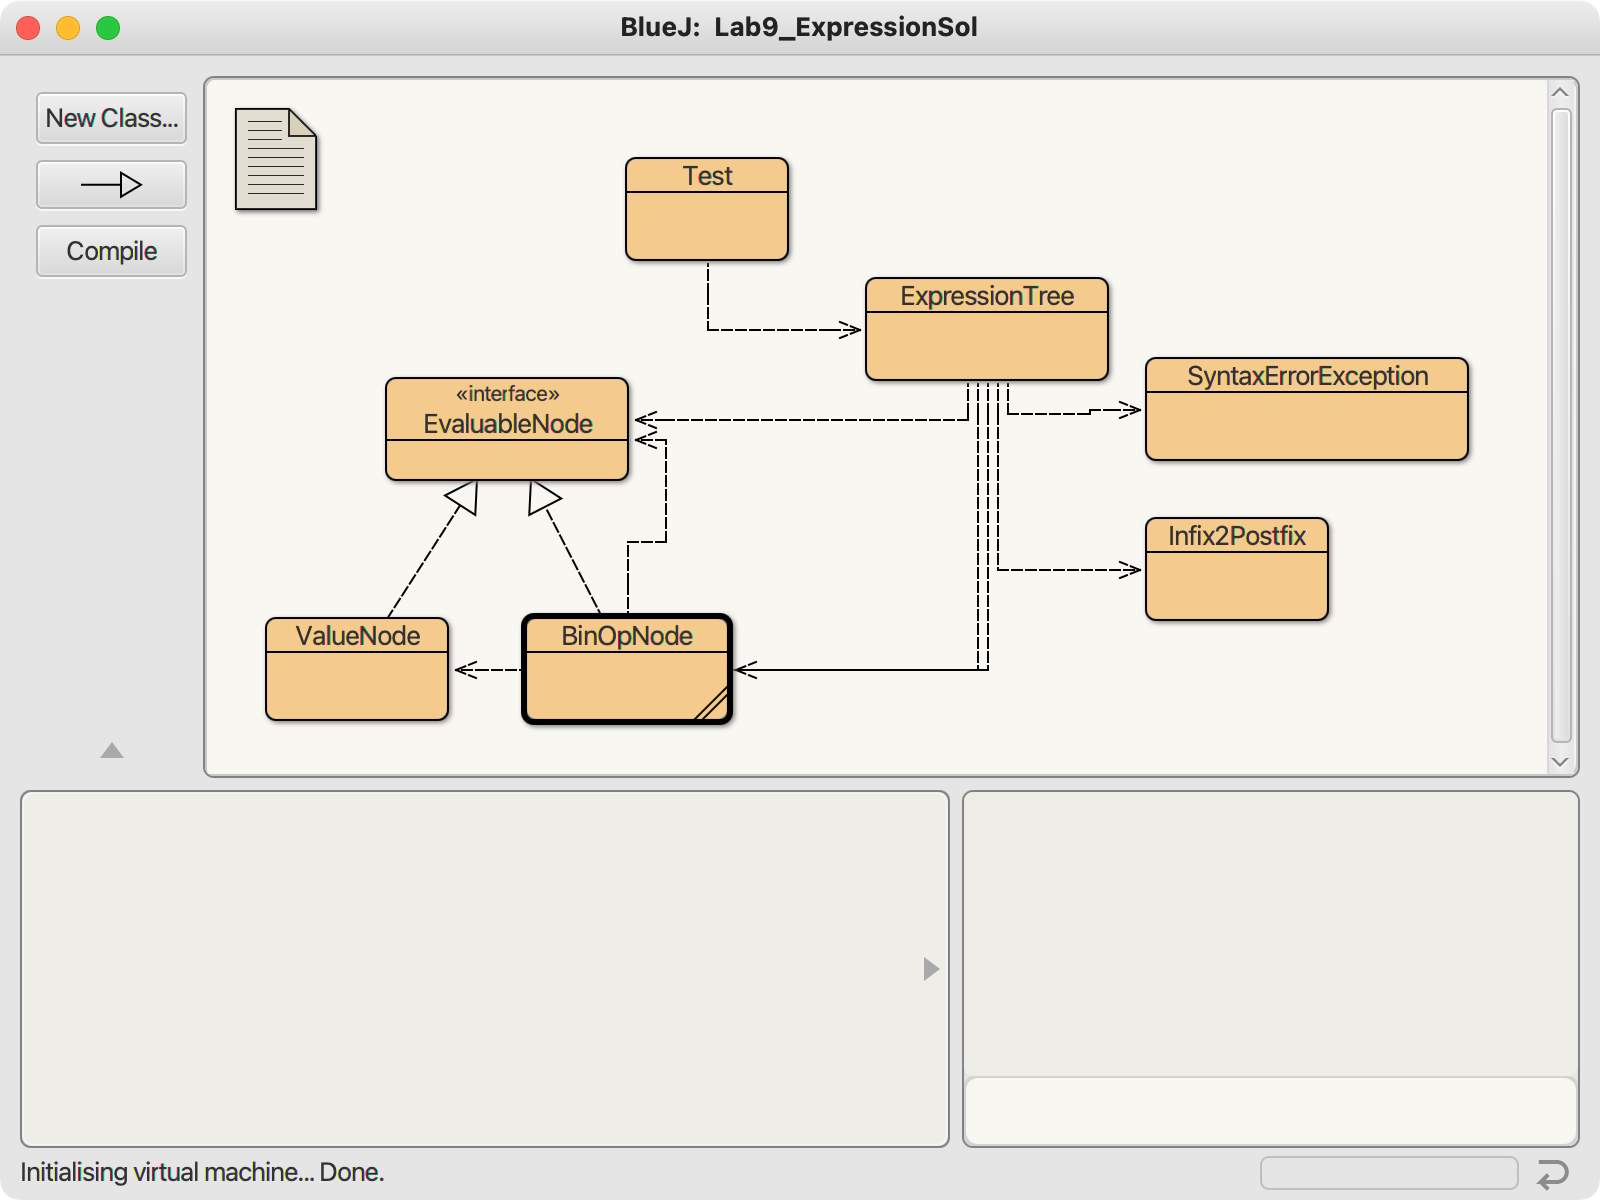 BlueJ:  Lab9_ExpressionSol
New Class...
Compile
Test
ExpressionTree
SyntaxErrorException
«interface»
EvaluableNode
Infix2Postfix
ValueNode
BinOpNode
Initialising virtual machine... Done.